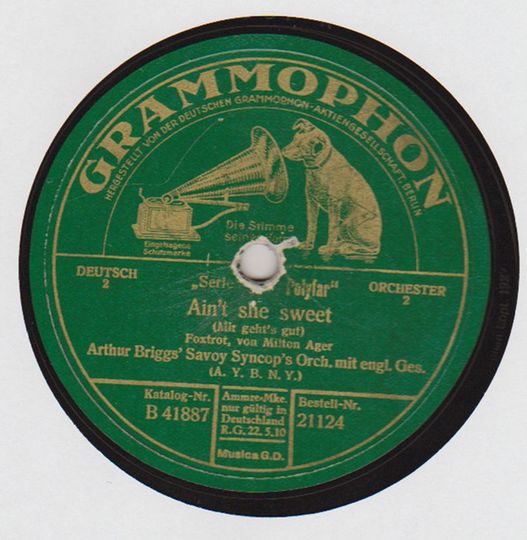 GRAMMOPHON
HERGESTELLT VON DER DEUTSCHEN GRAMMOPHON-AKTIENGESELLSCHAFT, BERLIN
Die Stimme
Eingetragene
Schutzmarke
DEUTSCH
2
„Serie Polyfar“
ORCHESTER
2
Ain't she sweet
(Mir geht's gut)
Foxtrot, von Milton Ager
Arthur Briggs' Savoy Syncop's Orch. mit engl. Ges.
(A. Y. B. N. Y.)
Katalog-Nr.
B 41887
Ammre-Mke.
nur gültig in
Deutschland
R.G. 22.5.10
Bestell-Nr.
21124
Musica G.D.